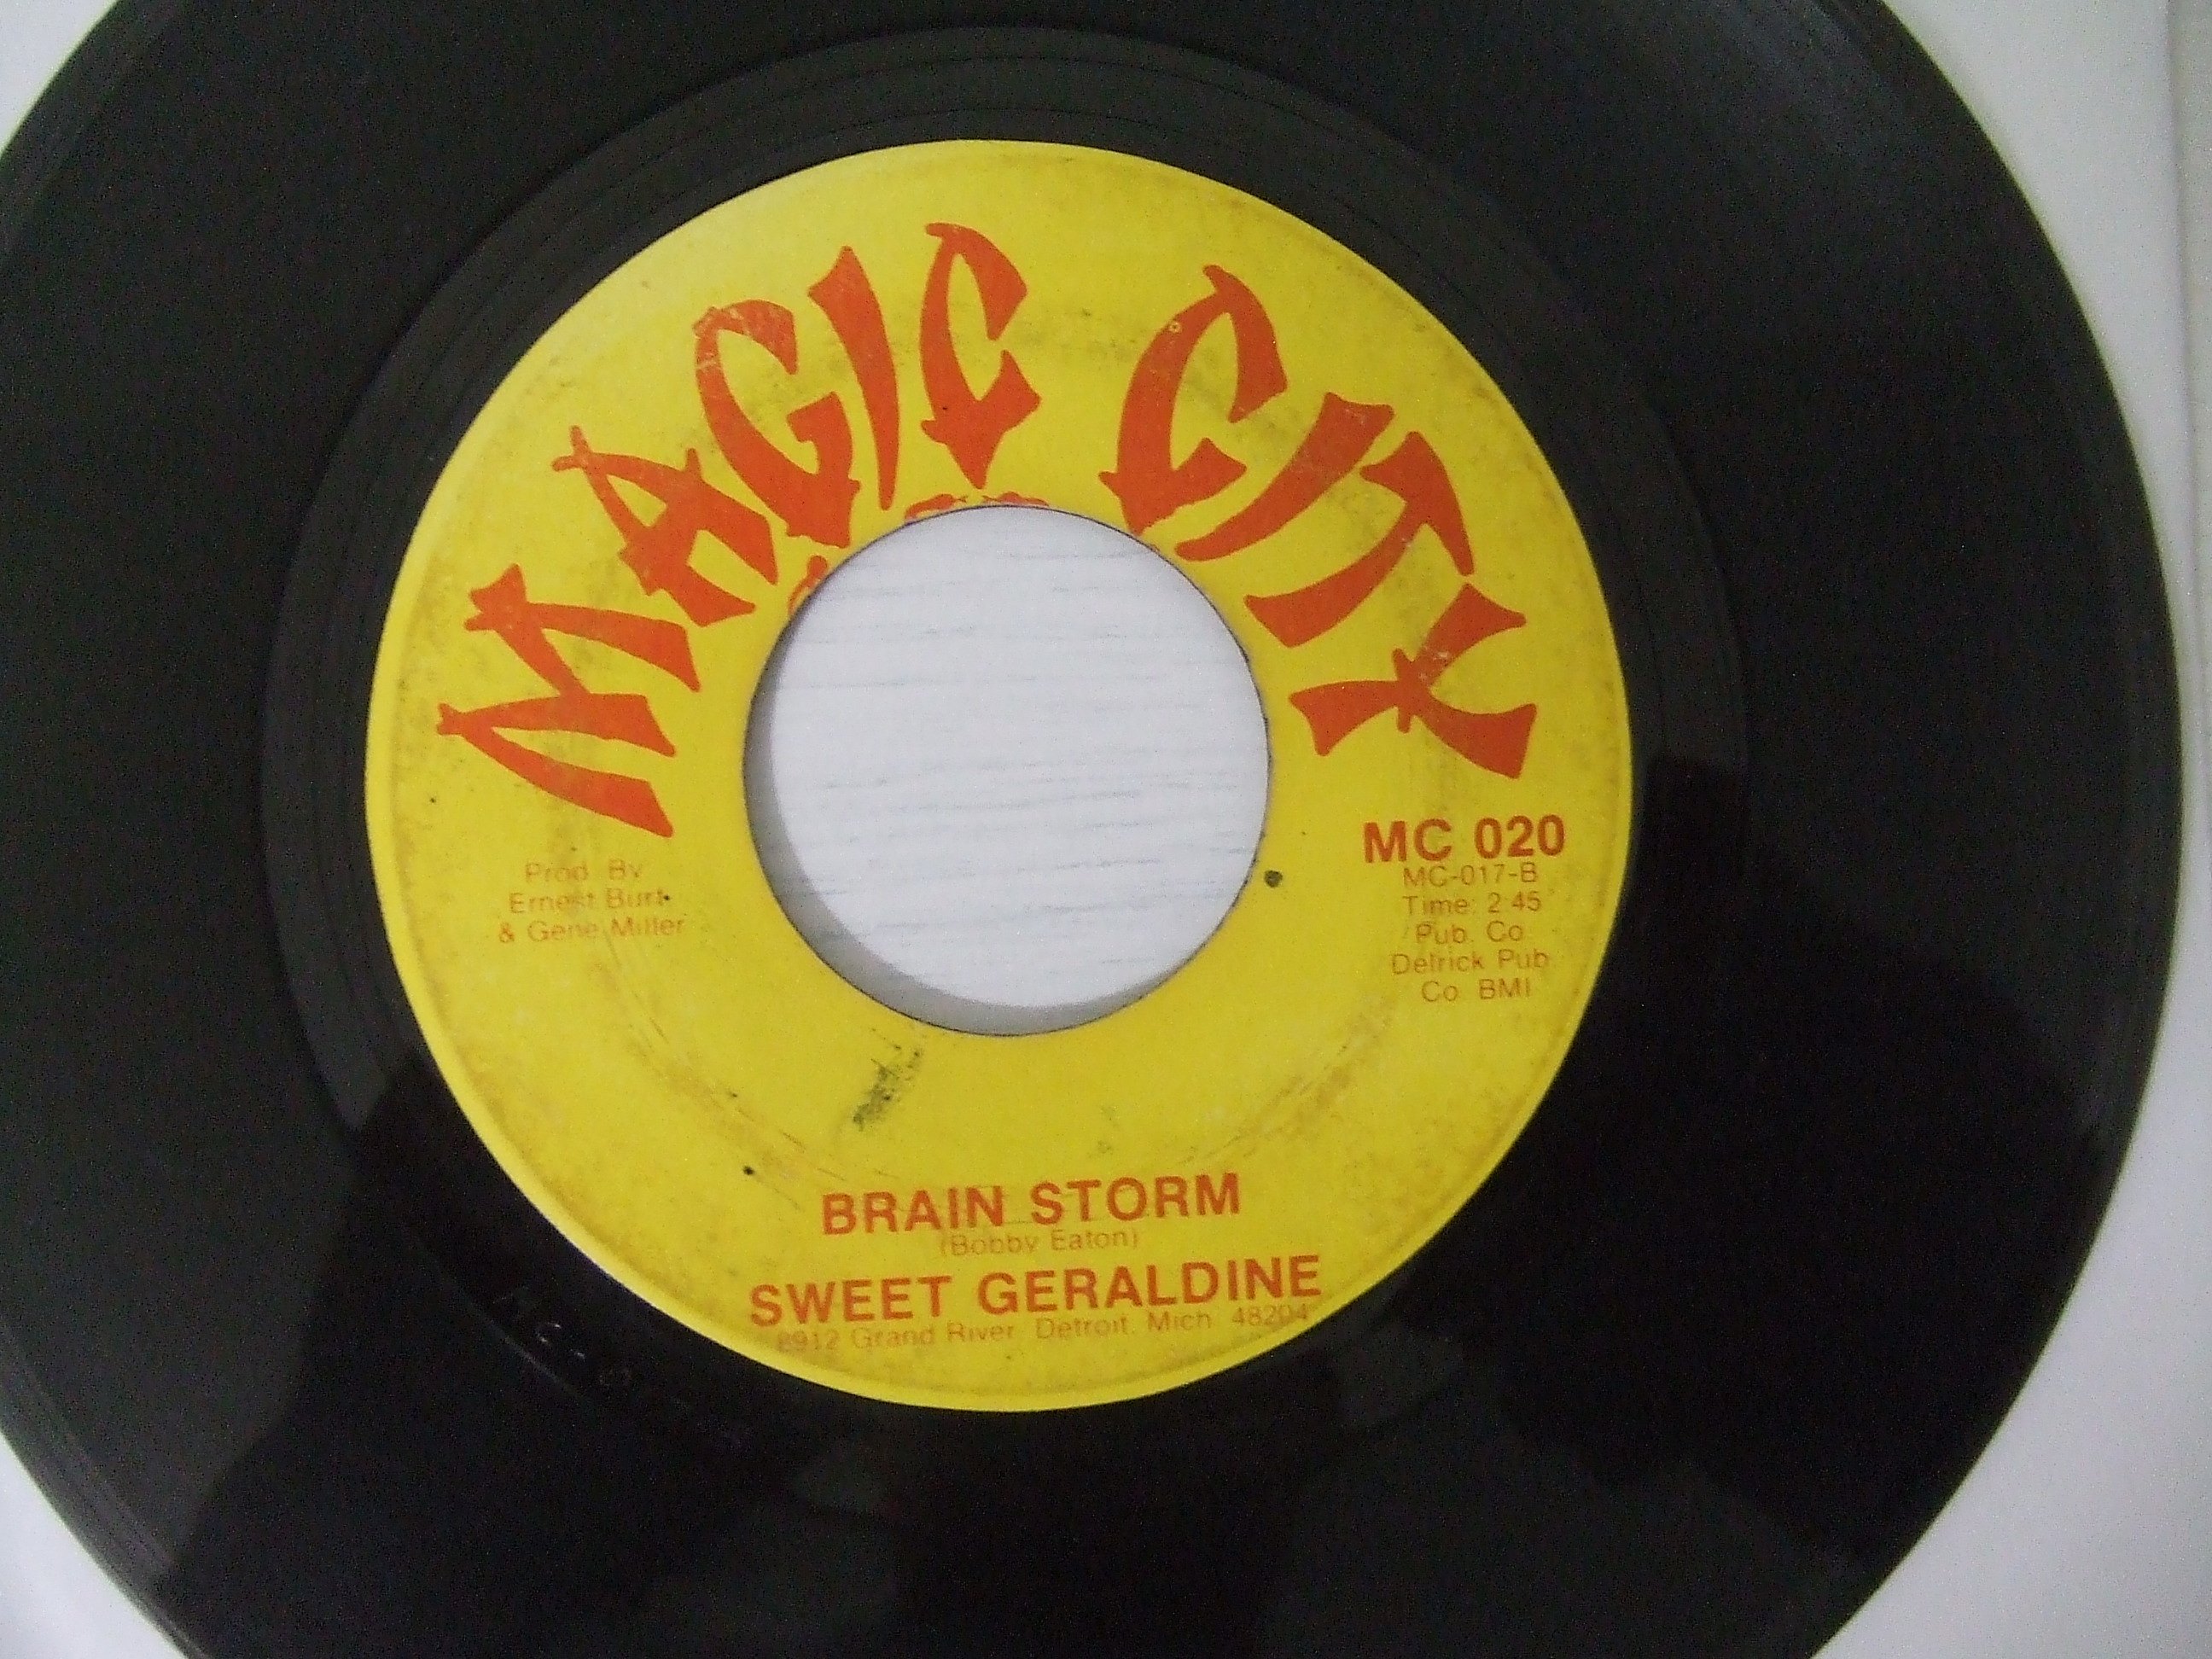 MAGIC CITY
MC 020
MC-017-B
Time: 2:45
Pub. Co.
Delrick Pub.
Co. BMI
Prod. By
Ernest Burt
& Gene Miller
BRAIN STORM
(Bobby Eaton)
SWEET GERALDINE
8912 Grand River, Detroit, Mich. 48204